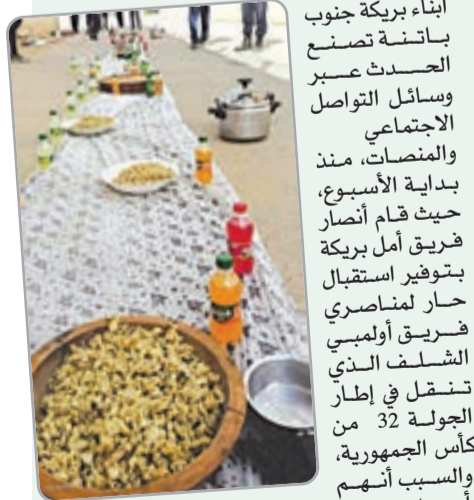 أبناء بريكة جنوب
باتنة تصنع
الحدث عبر
وسائل التواصل
الاجتماعي
والمنصات، منذ
بداية الأسبوع،
حيث قام أنصار
فريق أمل بريكة
بتوفير استقبال
حار لمناصري
فريق أولمبي
الشلف الذي
تنقل في إطار
الجولة 32 من
كأس الجمهورية،
والسبب أنهم